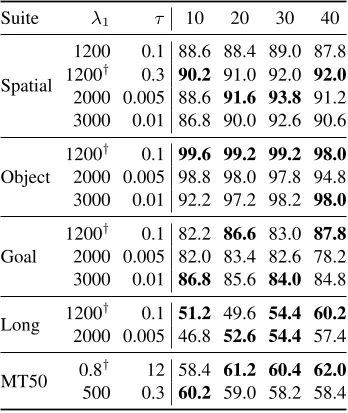 Suite λ₁ τ 10 20 30 40
Spatial 1200 0.1 88.6 88.4 89.0 87.8
1200† 0.3 90.2 91.0 92.0 92.0
2000 0.005 88.6 91.6 93.8 91.2
3000 0.01 86.8 90.0 92.6 90.6
Object 1200† 0.1 99.6 99.2 99.2 98.0
2000 0.005 98.8 98.0 97.8 94.8
3000 0.01 92.2 97.2 98.2 98.0
Goal 1200† 0.1 82.2 86.6 83.0 87.8
2000 0.005 82.0 83.4 82.6 78.2
3000 0.01 86.8 85.6 84.0 84.8
Long 1200† 0.1 51.2 49.6 54.4 60.2
2000 0.005 46.8 52.6 54.4 57.4
MT50 0.8† 12 58.4 61.2 60.4 62.0
500 0.3 60.2 59.0 58.2 58.4